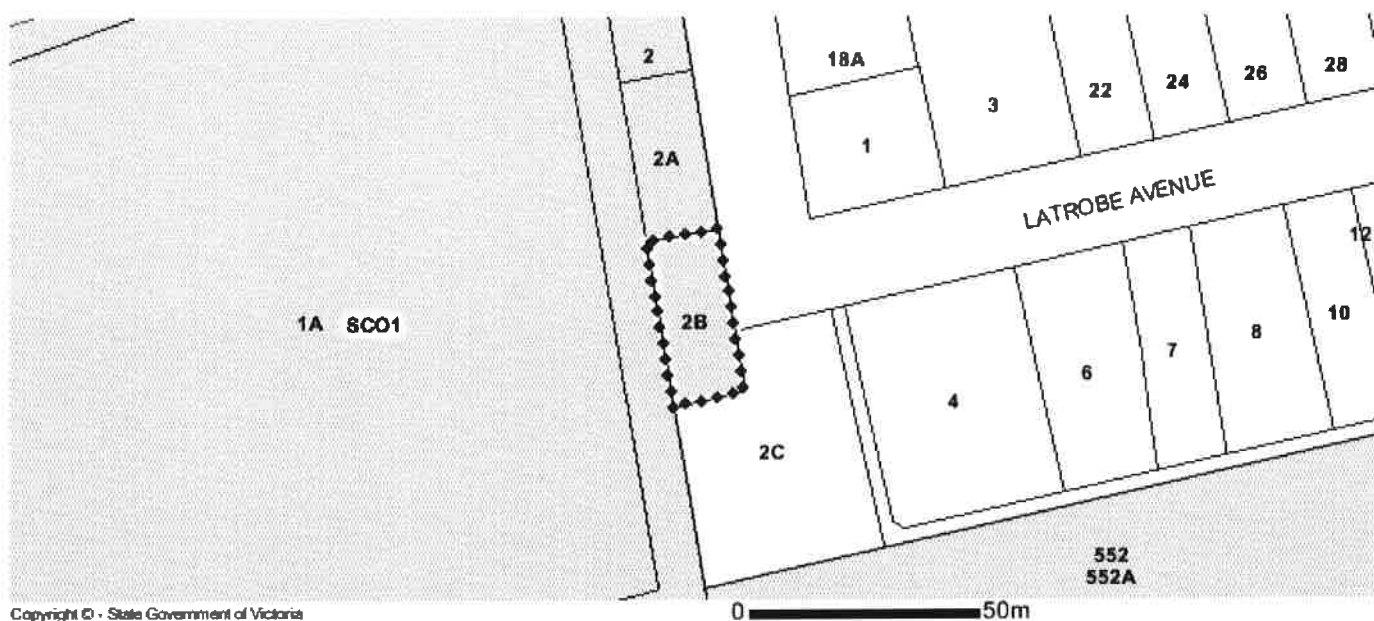 2
18A
3
22
24
26
28
2A
1
LATROBE AVENUE
12
1A SCO1
2B
10
8
7
6
4
2C
552
552A
Copyright © - State Government of Victoria
0 50m